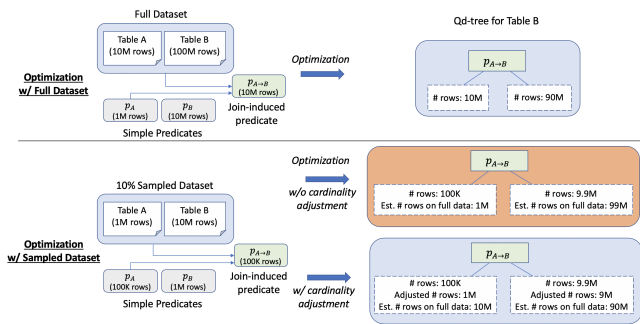 Full Dataset
Table A
(10M rows)
Table B
(100M rows)
Optimization
w/ Full Dataset
p_A
(1M rows)
p_B
(10M rows)
Simple Predicates
p_A→B
(10M rows)
Join-induced
predicate
Optimization
Qd-tree for Table B
p_A→B
# rows: 10M
# rows: 90M
10% Sampled Dataset
Table A
(1M rows)
Table B
(10M rows)
Optimization
w/ Sampled Dataset
p_A
(100K rows)
p_B
(1M rows)
Simple Predicates
p_A→B
(100K rows)
Join-induced
predicate
Optimization
w/o cardinality
adjustment
p_A→B
# rows: 100K
Est. # rows on full data: 1M
# rows: 9.9M
Est. # rows on full data: 99M
w/ cardinality
adjustment
p_A→B
# rows: 100K
Adjusted # rows: 1M
Est. # rows on full data: 10M
# rows: 9.9M
Adjusted # rows: 9M
Est. # rows on full data: 90M